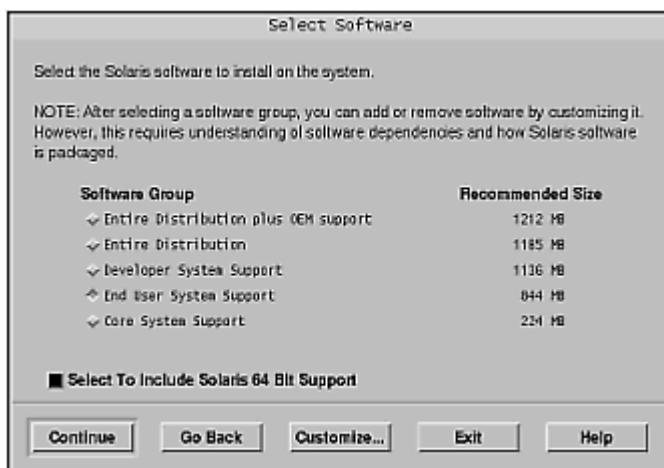 Select Software
Select the Solaris software to install on the system.
NOTE: After selecting a software group, you can add or remove software by customizing it.
However, this requires understanding of software dependencies and how Solaris software
is packaged.
Software Group Recommended Size
Entire Distribution plus OEM support 1212 MB
Entire Distribution 1185 MB
Developer System Support 1136 MB
End User System Support 844 MB
Core System Support 224 MB
Select To Include Solaris 64 Bit Support
Continue Go Back Customize... Exit Help